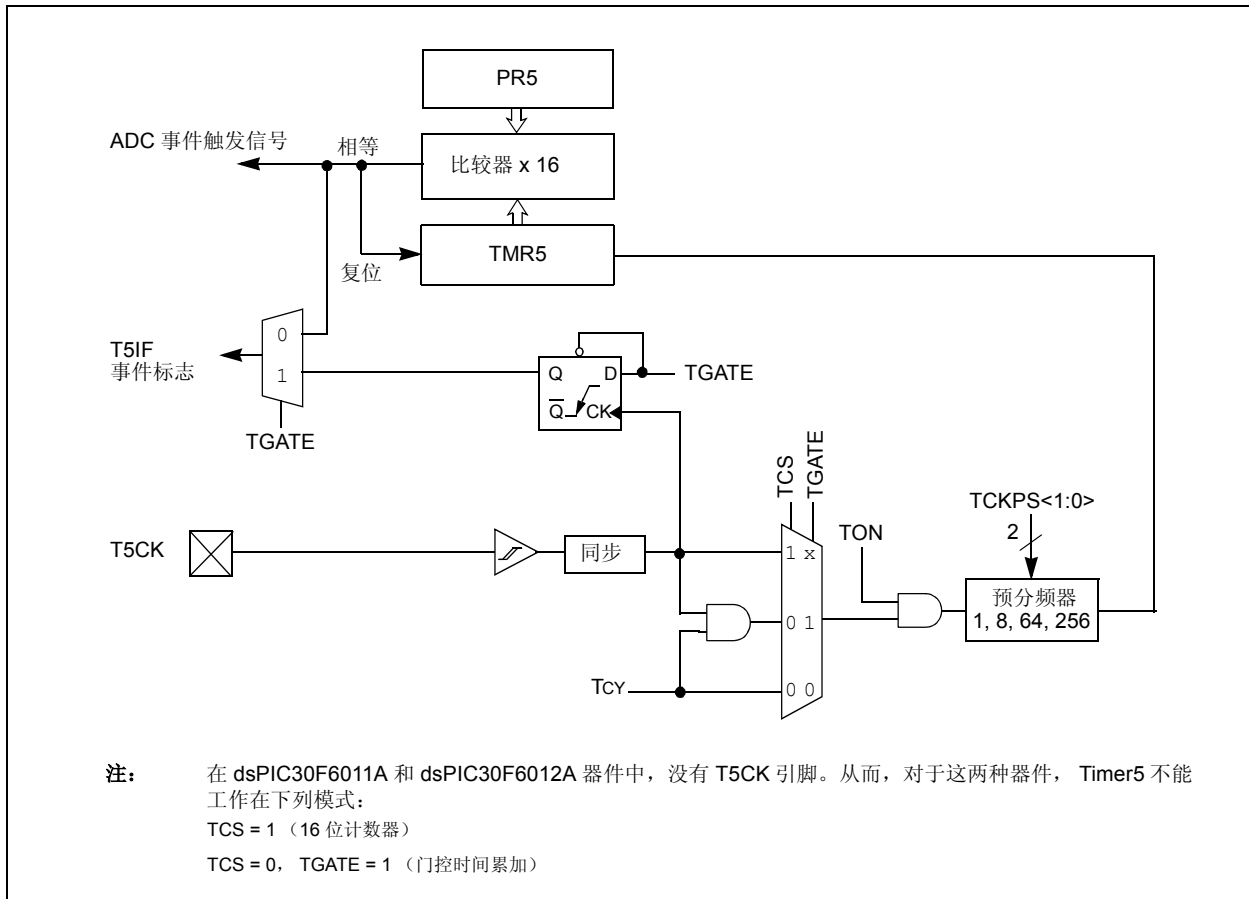 PR5
ADC 事件触发信号
相等
比较器 x 16
TMR5
复位
0
T5IF
事件标志
1
Q
D
TGATE
Q
CK
TGATE
TCS
TGATE
TCKPS<1:0>
2
TON
T5CK
同步
1 x
预分频器
1, 8, 64, 256
0 1
TCY
0 0
注：
在 dsPIC30F6011A 和 dsPIC30F6012A 器件中，没有 T5CK 引脚。从而，对于这两种器件， Timer5 不能
工作在下列模式：
TCS = 1 （16 位计数器）
TCS = 0， TGATE = 1 （门控时间累加）